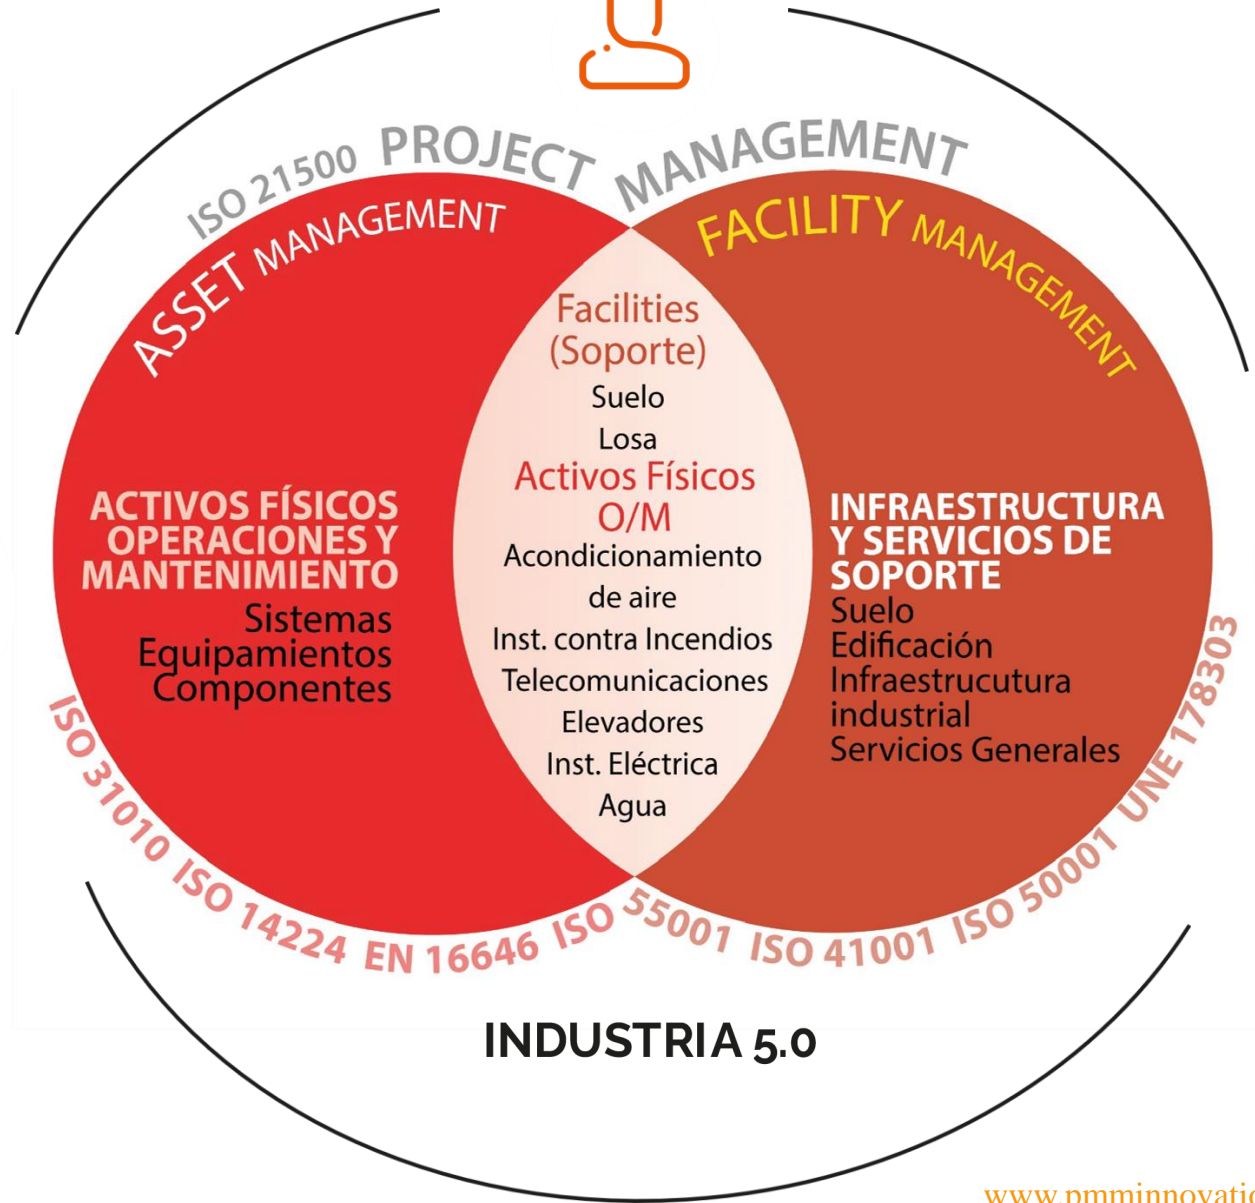 ISO 21500 PROJECT MANAGEMENT
ASSET MANAGEMENT
FACILITY MANAGEMENT
Facilities
(Soporte)
Suelo
Losa
Activos Físicos
O/M
Acondicionamiento
de aire
Inst. contra Incendios
Telecomunicaciones
Elevadores
Inst. Eléctrica
Agua
ACTIVOS FÍSICOS
OPERACIONES Y
MANTENIMIENTO
Sistemas
Equipamientos
Componentes
INFRAESTRUCTURA
Y SERVICIOS DE
SOPORTE
Suelo
Edificación
Infraestrucutura
industrial
Servicios Generales
ISO 31010 ISO 14224 EN 16646 ISO 55001 ISO 41001 ISO 50001 UNE 178303
INDUSTRIA 5.0